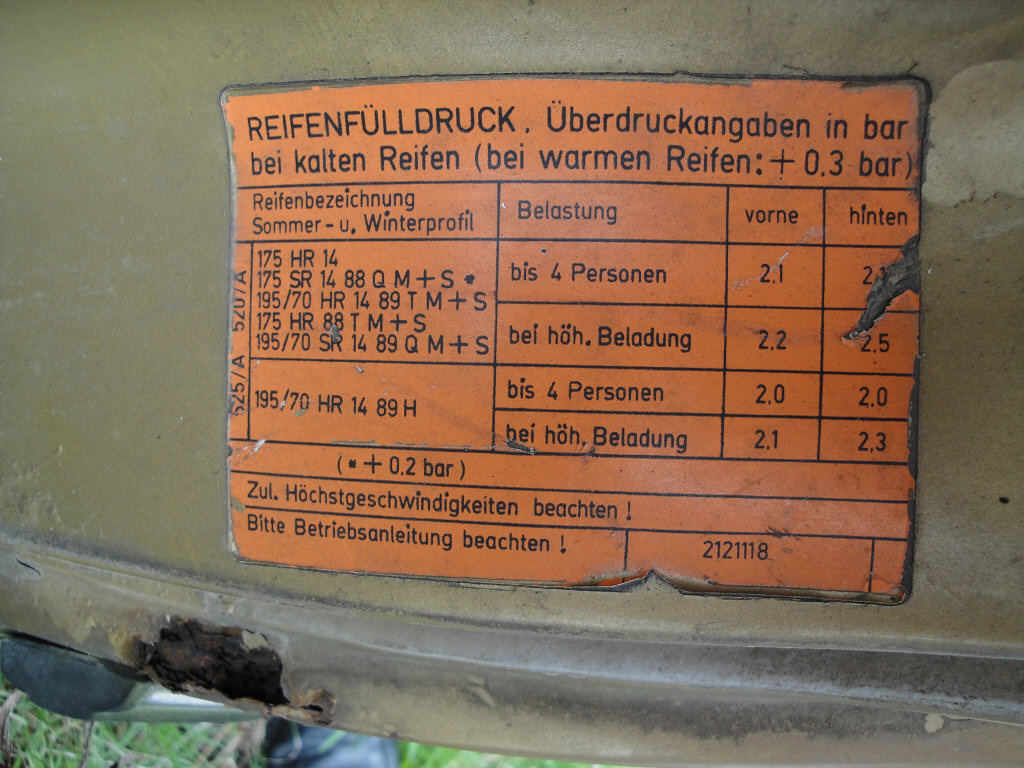 REIFENFÜLLDRUCK. Überdruckangaben in bar
bei kalten Reifen (bei warmen Reifen: + 0,3 bar)
Reifenbezeichnung
Sommer- u. Winterprofil
Belastung
vorne
hinten
525/A 520/A
175 HR 14
175 SR 14 88 Q M+S *
195/70 HR 14 89 T M+S
175 HR 88 T M+S
195/70 SR 14 89 Q M+S
bis 4 Personen
2,1
bei höh. Beladung
2,2
2,5
195/70 HR 14 89 H
bis 4 Personen
2,0
2,0
bei höh. Beladung
2,1
2,3
(* + 0,2 bar)
Zul. Höchstgeschwindigkeiten beachten !
Bitte Betriebsanleitung beachten !
2121118